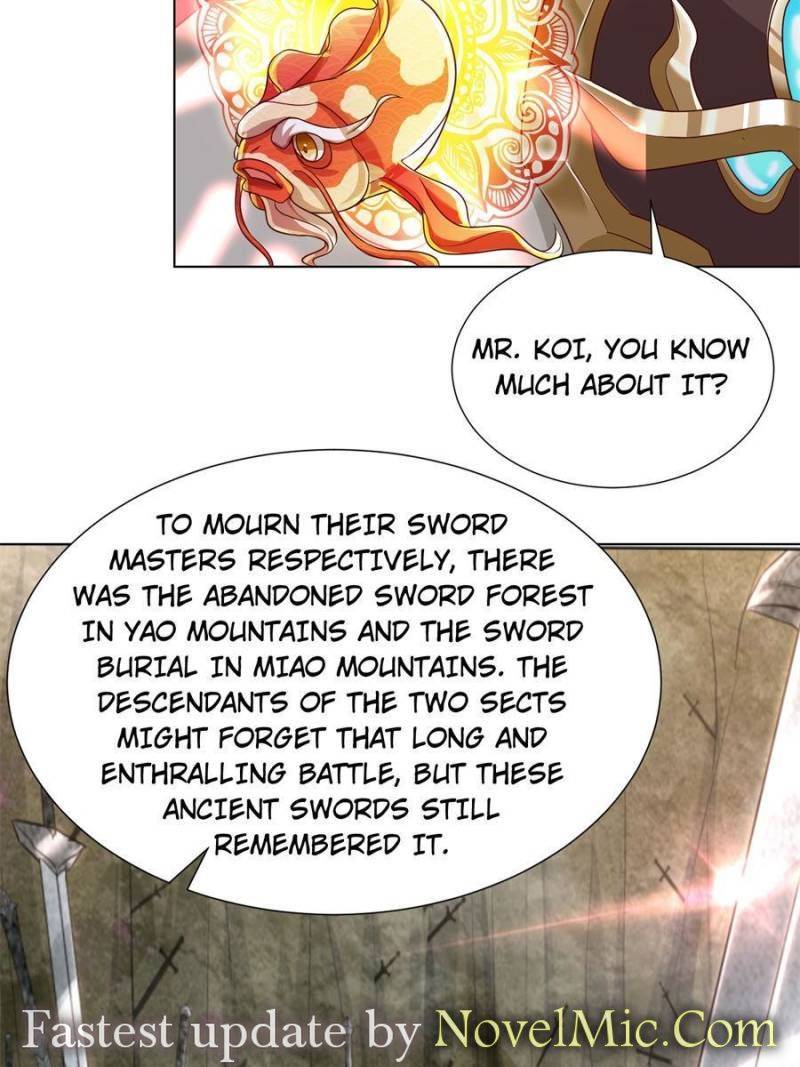 MR. KOI, YOU KNOW
MUCH ABOUT IT?
TO MOURN THEIR SWORD
MASTERS RESPECTIVELY, THERE
WAS THE ABANDONED SWORD FOREST
IN YAO MOUNTAINS AND THE SWORD
BURIAL IN MIAO MOUNTAINS. THE
DESCENDANTS OF THE TWO SECTS
MIGHT FORGET THAT LONG AND
ENTHRALLING BATTLE, BUT THESE
ANCIENT SWORDS STILL
REMEMBERED IT.
Fastest update by NovelMic.Com